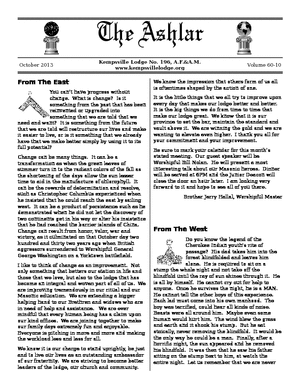 The Ashlar
Kempsville Lodge No. 196, A.F.&A.M.
October 2013
Volume 60-10
www.kempsvillelodge.org
From The East
You can't have progress without
change. What is change? Is it
something from the past that has been
reinvented or upgraded into
something that we are told that we
need and want? It is something from the future
that we are told will restructure our lives and make
it easier to live, or is it something that we already
have that we make better simply by using it to its
full potential?
Change can be many things. It can be a
transformation as when the great leaves of
summer turn in to the radiant colors of the fall as
the shortening of the days allow the sun lesser
time to aid in the molecules of chlorophyll. It
can be the rewards of determination and resolve,
such as Christopher Columbus experienced when
he insisted that he could reach the east by sailing
west. It can be a product of persistence such as he
demonstrated when he did not let the discovery of
two continents get in his way or alter his insistence
that he had reached the barrier islands of Chile.
Change can result from honor, valor, war and
victory, as it culminated on that October day two
hundred and thirty two years ago when British
aggressors surrendered to Worshipful General
George Washington on a Yorktown battlefield.
I like to think of change as an improvement. Not
only something that betters our station in life and
those that we love, but also to the lodge that has
become an integral and woven part of all of us. We
are improving tremendously in our ritual and our
Masonic education. We are extending a bigger
helping hand to our Brethren and widows who are
in need of help and assistance. We are ever
mindful that every human being has a claim upon
our kind offices. We are joining together to make
our family days extremely fun and enjoyable.
Everyone is pitching in more and more and making
the workload less and less for all.
We know it is our charge to stand uprightly, be just
and to live our lives as an outstanding ambassador
of our fraternity. We are striving to become better
leaders of the lodge, our church and community.
We know the impression that others form of us all
is oftentimes shaped by the artist of one.
It is the little things that we all try to improve upon
every day that makes our lodge better and better.
It is the big things that we do from time to time that
make our lodge great. We know that it is our
province to set the bar, maintain the standard and
vault above it. We are winning the gold and we are
wanting to elevate even higher. I thank you all for
your commitment and your improvement.
Be sure to mark your calendar for the month's
stated meeting. Our guest speaker will be
Worshipful Bill Nolan. He will present a most
interesting talk about our Masonic heroes. Dinner
will be served at 6PM and the Junior Deacon will
close the door an hour later. I am looking very
forward to it and hope to see all of you there.
Brother Jerry Hallal, Worshipful Master
From The West
Do you know the legend of the
Cherokee Indian youth's rite of
passage? His dad takes him into the
forest blindfolded and leaves him
alone. He is required to sit on a
stump the whole night and not take off the
blindfold until the ray of sun shines through it. He
is all by himself. He cannot cry out for help to
anyone. Once he survives the night, he is a MAN.
He cannot tell the other boys of this experience.
Each lad must come into his own manhood. The
boy was terrified, could hear all kinds of noise.
Beasts were all around him. Maybe even some
human would hurt him. The wind blew the grass
and earth and it shook his stump. But he sat
stoically, never removing the blindfold. It would be
the only way he could be a man. Finally, after a
horrific night, the sun appeared and he removed
his blindfold. It was then that he saw his father
sitting on the stump next to him, at watch the
entire night. Let us remember that we are never